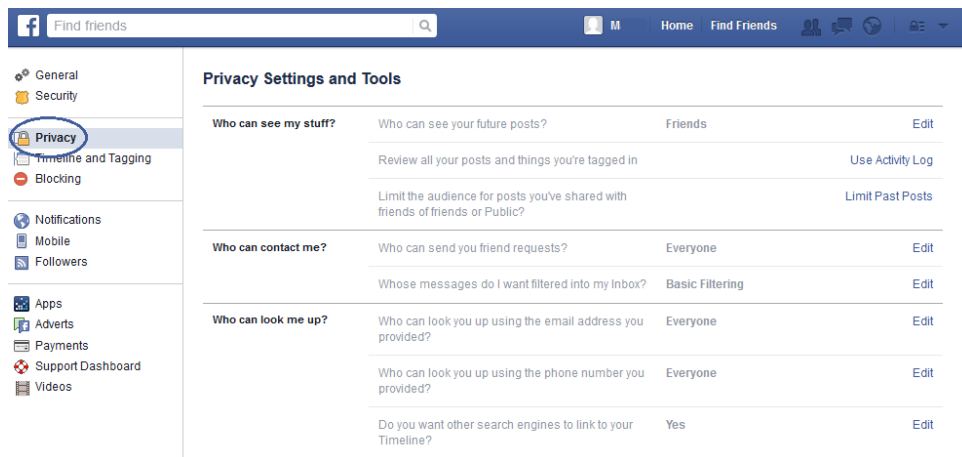 f Find friends M Home Find Friends
General
Security
Privacy
Timeline and Tagging
Blocking
Notifications
Mobile
Followers
Apps
Adverts
Payments
Support Dashboard
Videos
Privacy Settings and Tools
Who can see my stuff? Who can see your future posts? Friends Edit
Review all your posts and things you're tagged in Use Activity Log
Limit the audience for posts you've shared with Limit Past Posts
friends of friends or Public?
Who can contact me? Who can send you friend requests? Everyone Edit
Whose messages do I want filtered into my Inbox? Basic Filtering Edit
Who can look me up? Who can look you up using the email address you Everyone Edit
provided?
Who can look you up using the phone number you Everyone Edit
provided?
Do you want other search engines to link to your Yes Edit
Timeline?